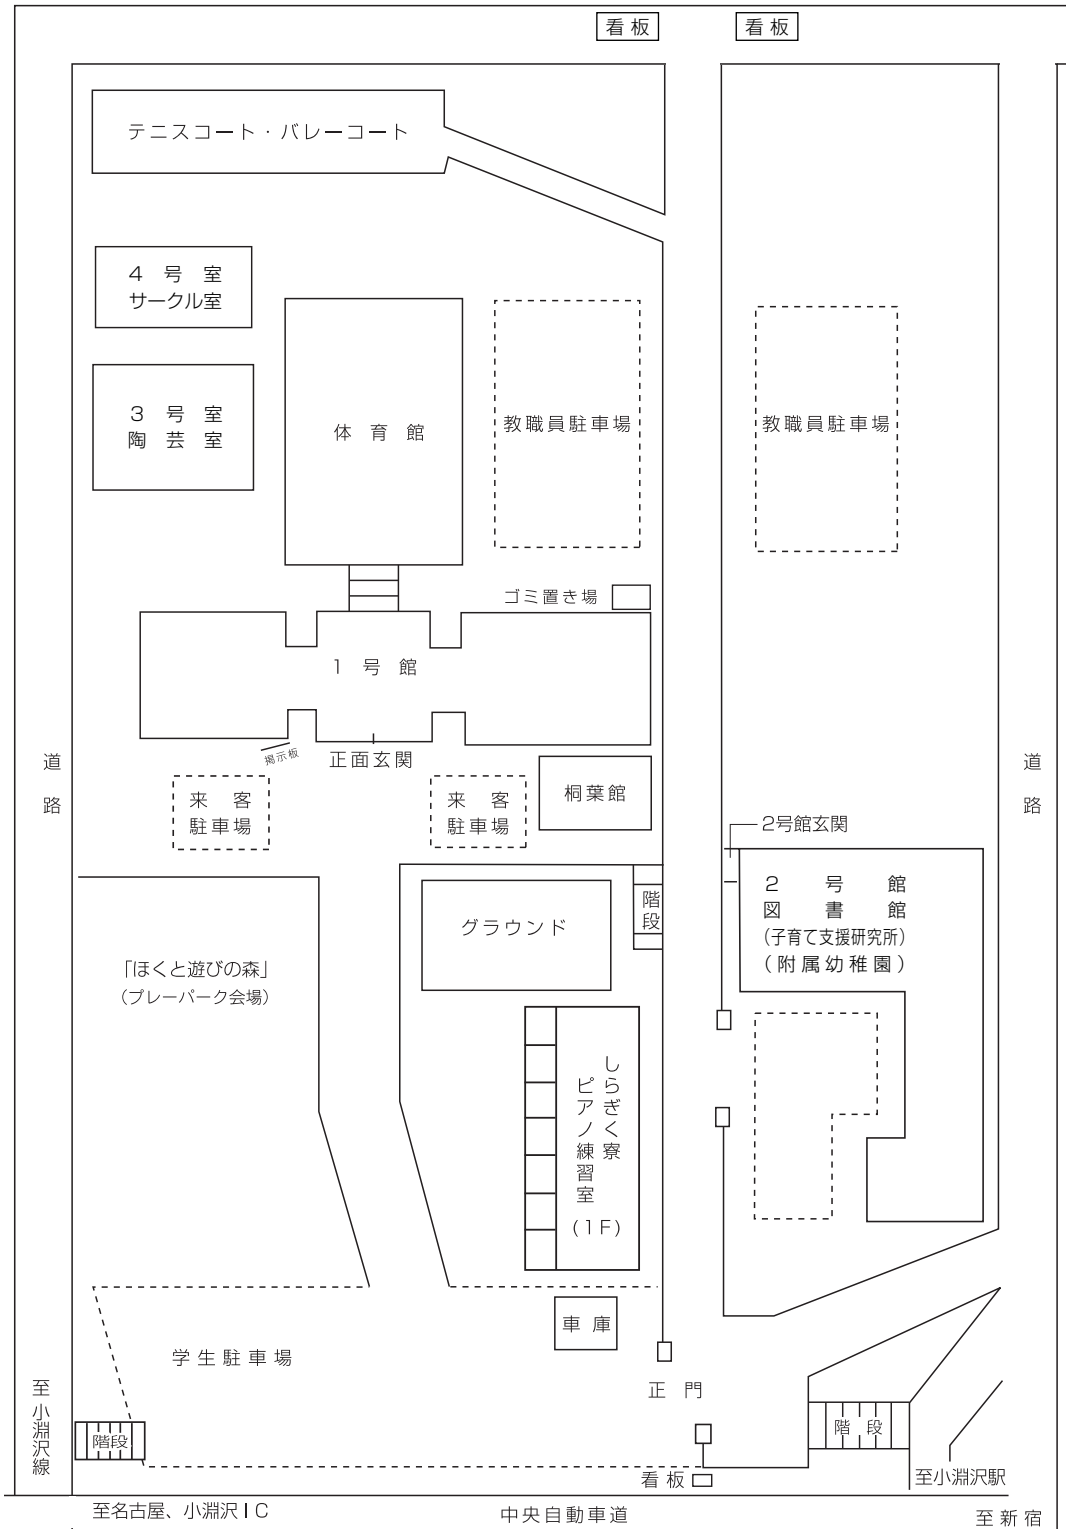 看板
看板
テニスコート・バレーコート
4号室
サークル室
3号室
陶芸室
体育館
教職員駐車場
教職員駐車場
ゴミ置き場
1号館
掲示板
正面玄関
道路
道路
来客
駐車場
来客
駐車場
桐葉館
2号館玄関
2号館
図書館
(子育て支援研究所)
(附属幼稚園)
階段
グラウンド
「ほくと遊びの森」
(プレーパーク会場)
しらぎく寮
ピアノ練習室
(1F)
車庫
学生駐車場
正門
至小淵沢線
階段
階段
看板
至小淵沢駅
至名古屋、小淵沢IC
中央自動車道
至新宿